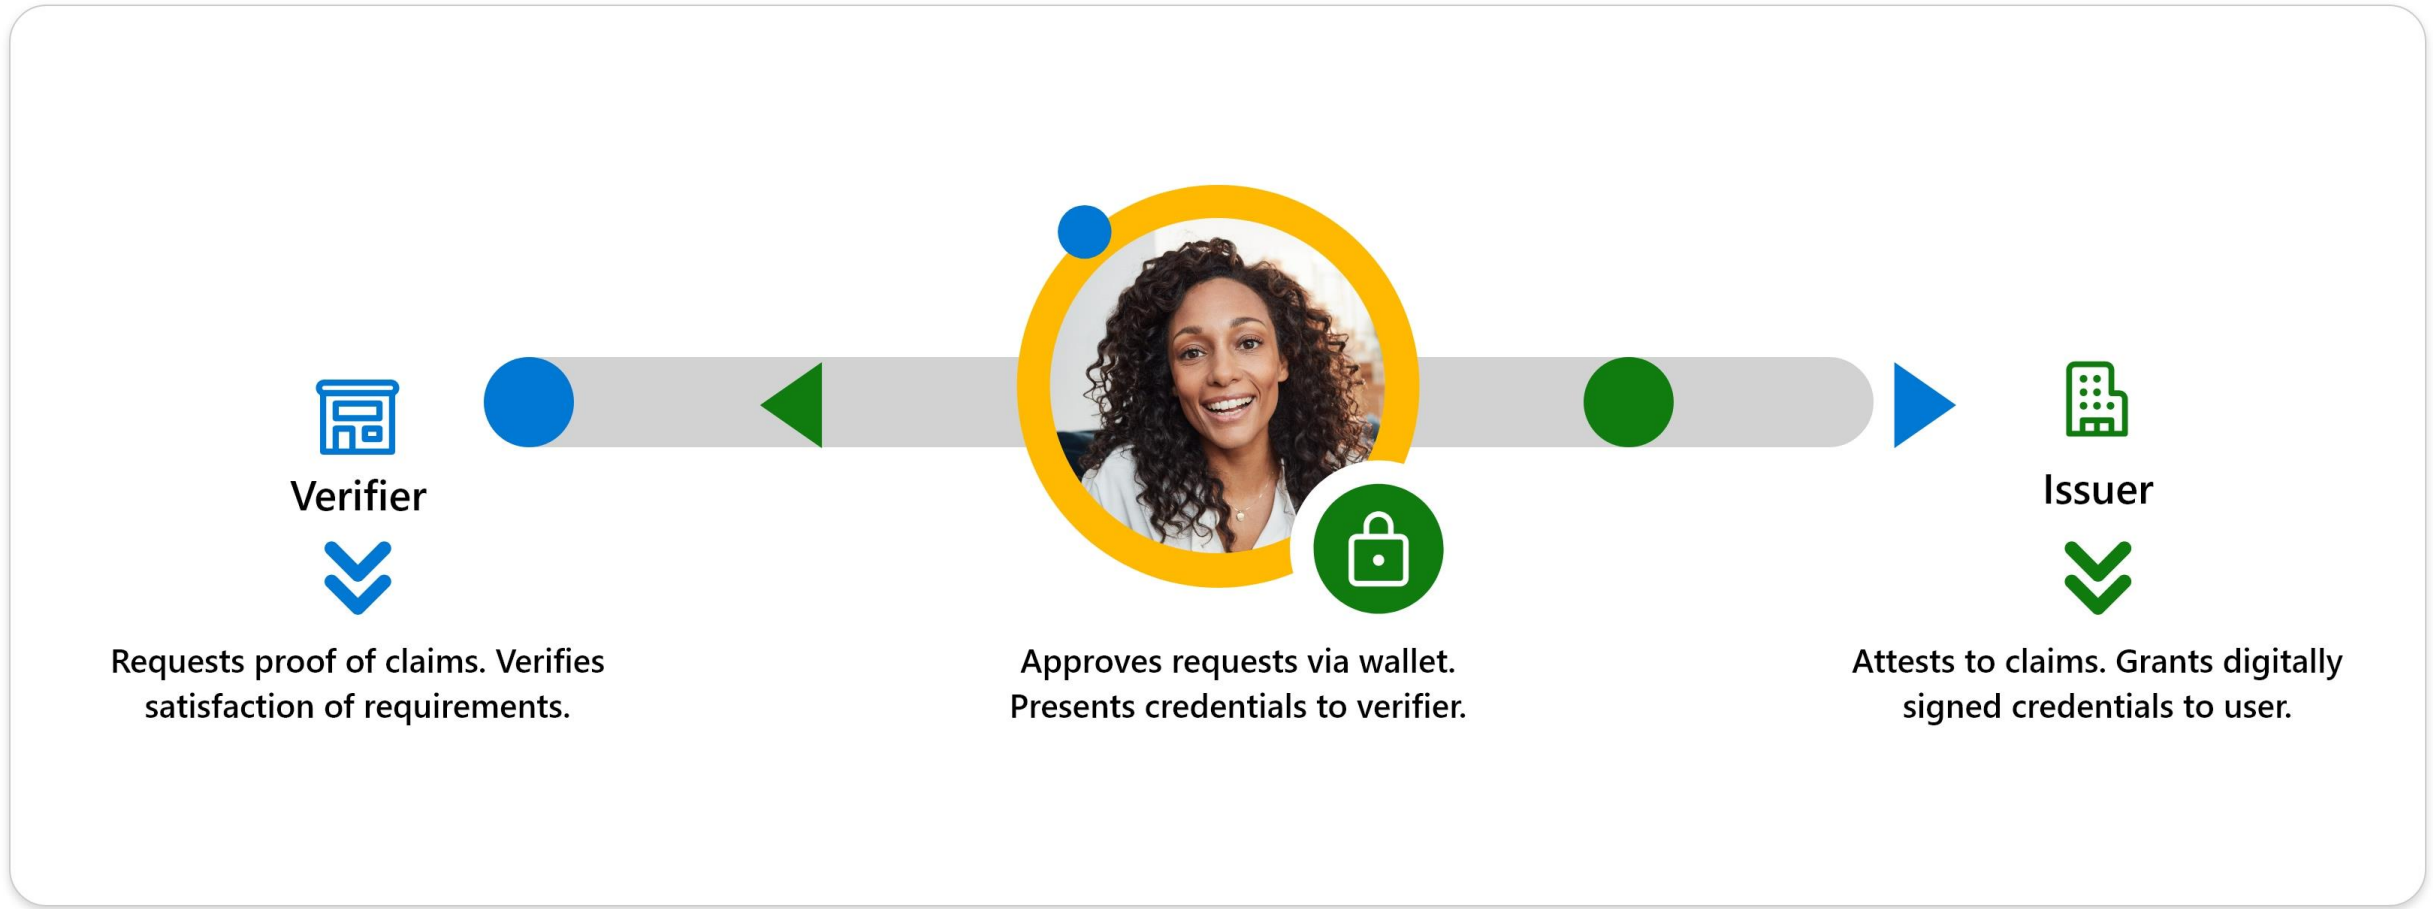 Verifier
Requests proof of claims. Verifies
satisfaction of requirements.
Approves requests via wallet.
Presents credentials to verifier.
Issuer
Attests to claims. Grants digitally
signed credentials to user.